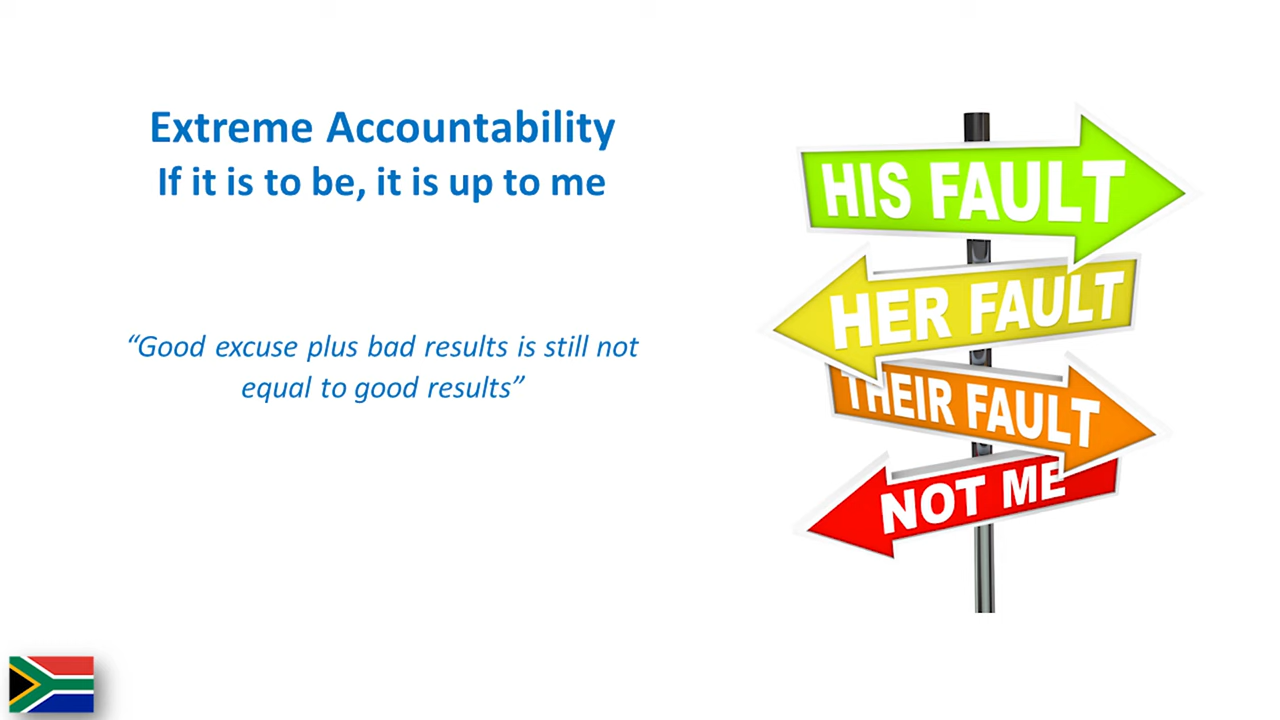 Extreme Accountability
If it is to be, it is up to me
“Good excuse plus bad results is still not
equal to good results”
HIS FAULT
HER FAULT
THEIR FAULT
NOT ME